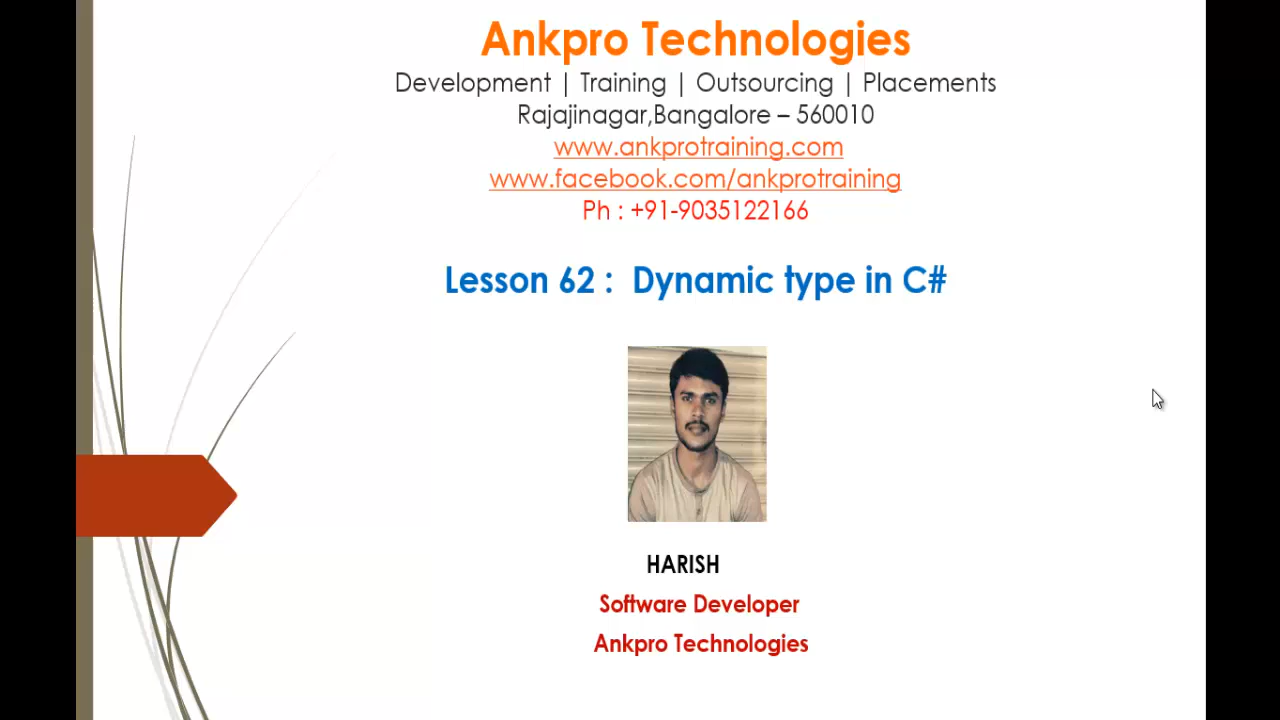 Ankpro Technologies
Development | Training | Outsourcing | Placements
Rajajinagar,Bangalore – 560010
www.ankprotraining.com
www.facebook.com/ankprotraining
Ph : +91-9035122166
Lesson 62 :  Dynamic type in C#
HARISH
Software Developer
Ankpro Technologies